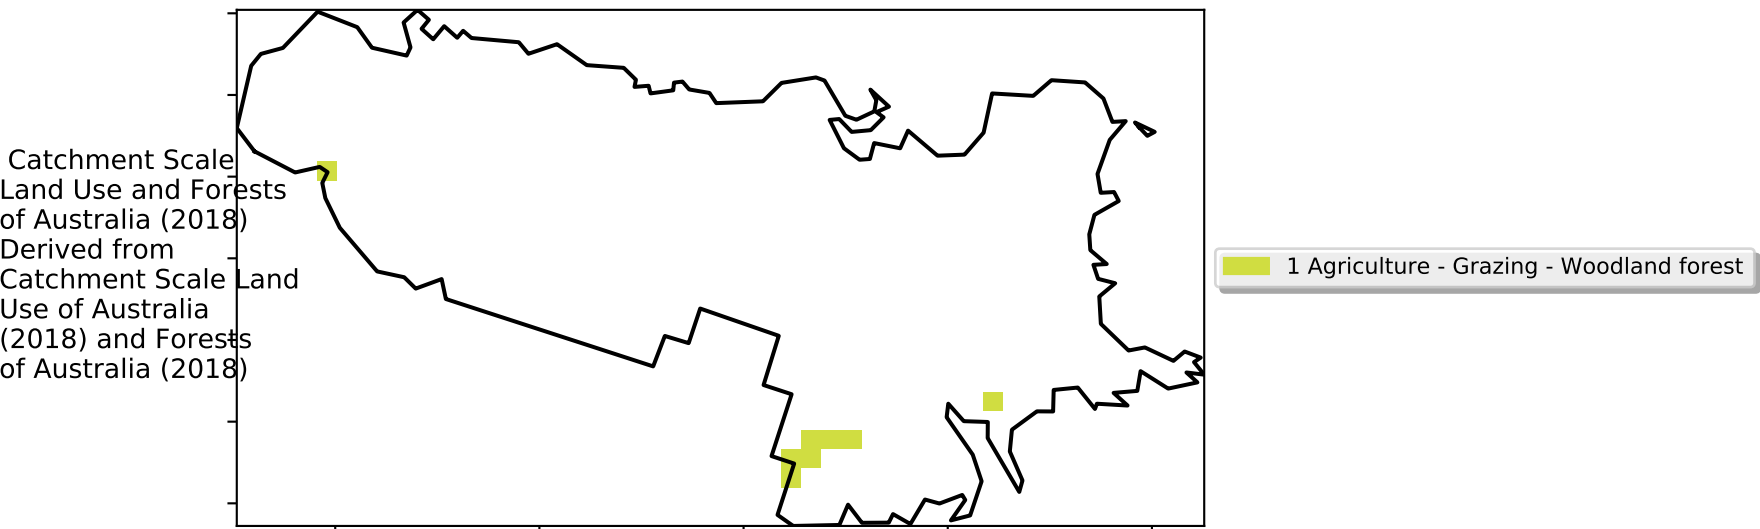 Catchment Scale
Land Use and Forests
of Australia (2018)
Derived from
Catchment Scale Land
Use of Australia
(2018) and Forests
of Australia (2018)
1 Agriculture - Grazing - Woodland forest